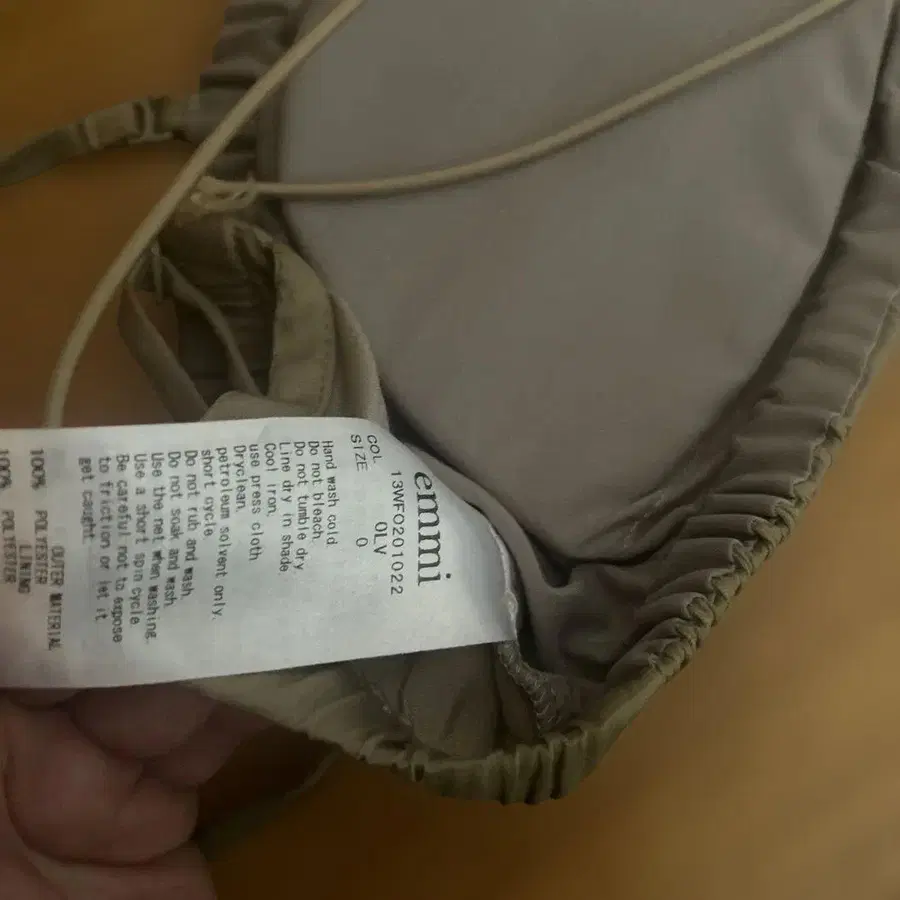 emmi
13WFO201022
COL OLV
SIZE 0
Hand wash cold
Do not bleach
Do not tumble dry
Line dry in shade
Cool iron,
use press cloth
Dryclean,
petroleum solvent only,
short cycle
Do not rub and wash.
Do not soak and wash
Use the net when washing.
Use a short spin cycle
Be careful not to expose
to friction or let it
get caught
OUTER MATERIAL
100% POLYESTER
LINING
100% POLYESTER